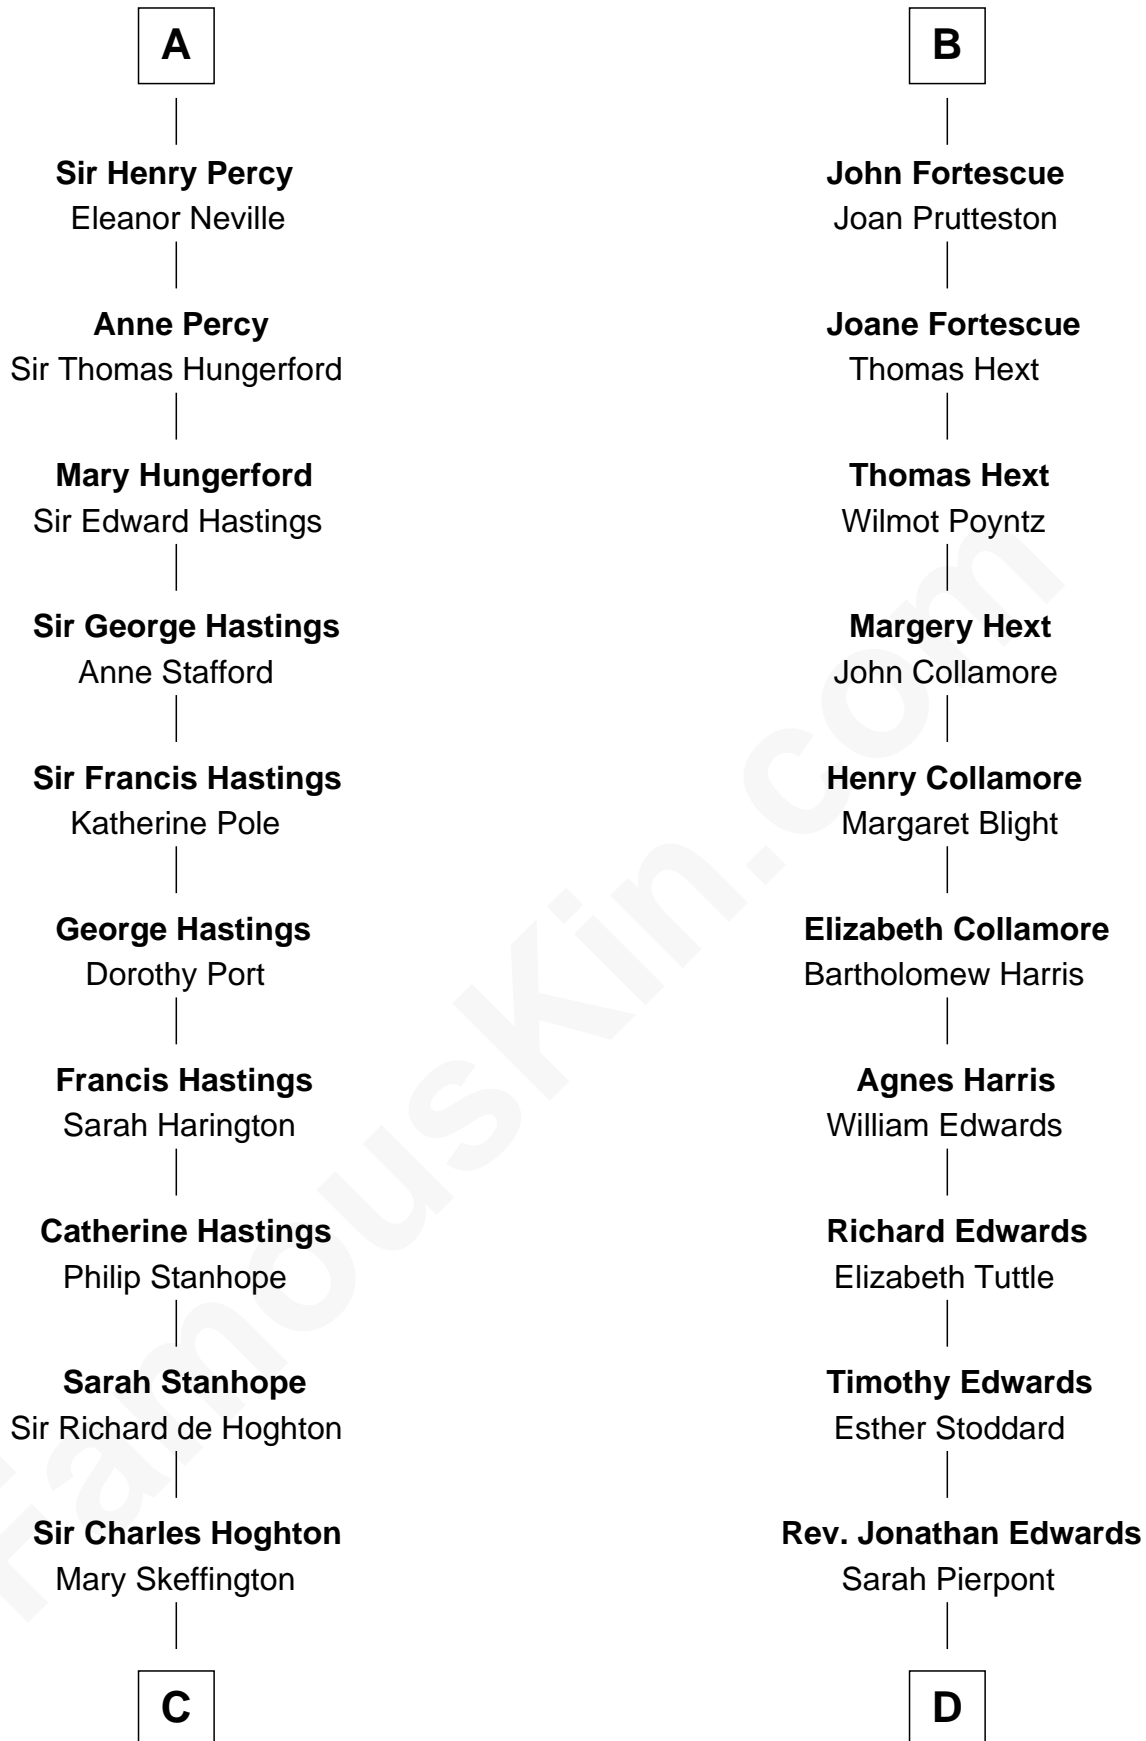 A
Sir Henry Percy
Eleanor Neville
Anne Percy
Sir Thomas Hungerford
Mary Hungerford
Sir Edward Hastings
Sir George Hastings
Anne Stafford
Sir Francis Hastings
Katherine Pole
George Hastings
Dorothy Port
Francis Hastings
Sarah Harington
Catherine Hastings
Philip Stanhope
Sarah Stanhope
Sir Richard de Hoghton
Sir Charles Hoghton
Mary Skeffington
C
B
John Fortescue
Joan Prutteston
Joane Fortescue
Thomas Hext
Thomas Hext
Wilmot Poyntz
Margery Hext
John Collamore
Henry Collamore
Margaret Blight
Elizabeth Collamore
Bartholomew Harris
Agnes Harris
William Edwards
Richard Edwards
Elizabeth Tuttle
Timothy Edwards
Esther Stoddard
Rev. Jonathan Edwards
Sarah Pierpont
D
FamousKin.com